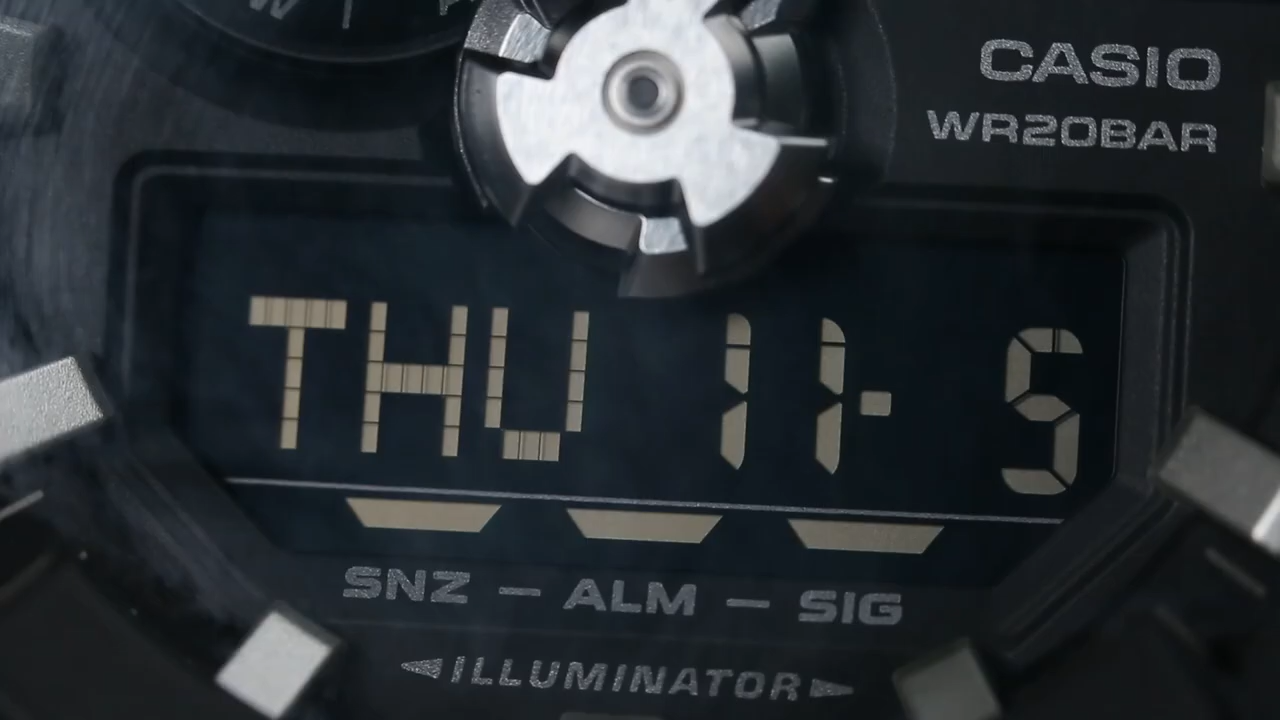 CASIO
WR20BAR
THU 11- 5
SNZ — ALM — SIG
ILLUMINATOR